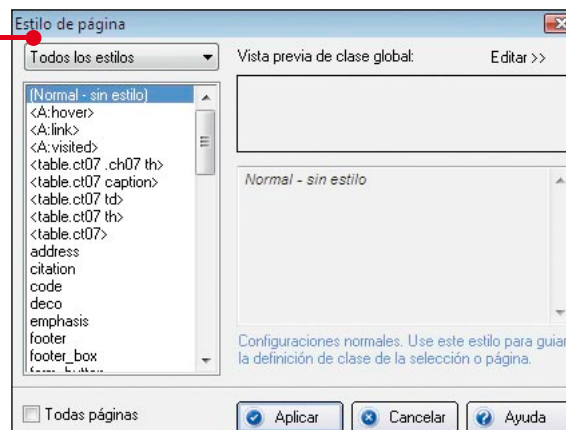 Estilo de página
Todos los estilos
Vista previa de clase global:
Editar >>
(Normal - sin estilo)
<A:hover>
<A:link>
<A:visited>
<table.ct07 .ch07 th>
<table.ct07 caption>
<table.ct07 td>
<table.ct07 th>
<table.ct07>
address
citation
code
deco
emphasis
footer
footer_box
Normal - sin estilo
Configuraciones normales. Use este estilo para guiar
la definición de clase de la selección o página.
Todas páginas
Aplicar
Cancelar
Ayuda